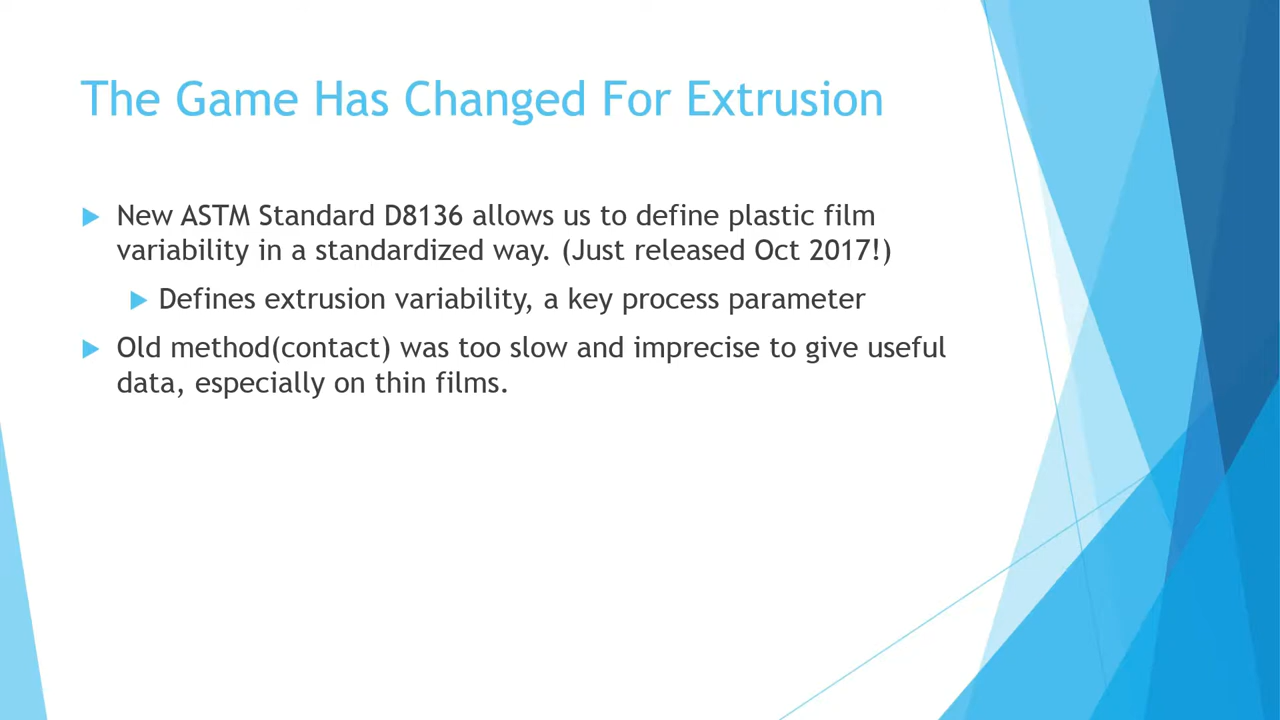 The Game Has Changed For Extrusion
New ASTM Standard D8136 allows us to define plastic film
variability in a standardized way. (Just released Oct 2017!)
Defines extrusion variability, a key process parameter
Old method(contact) was too slow and imprecise to give useful
data, especially on thin films.